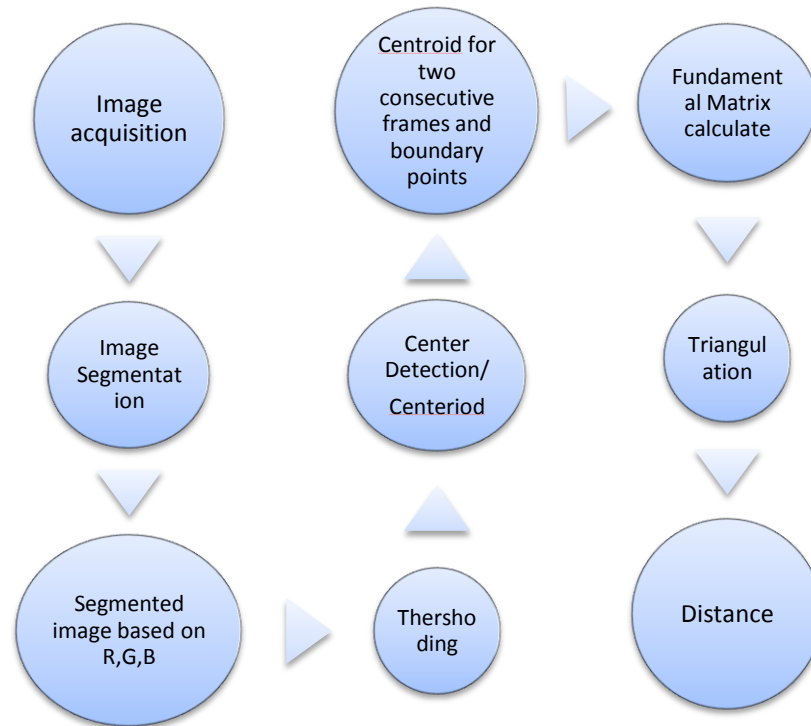 Image
acquisition
Image
Segmentat
ion
Segmented
image based on
R,G,B
Thersho
ding
Center
Detection/
Centeriod
Centroid for
two
consecutive
frames and
boundary
points
Fundament
al Matrix
calculate
Triangul
ation
Distance